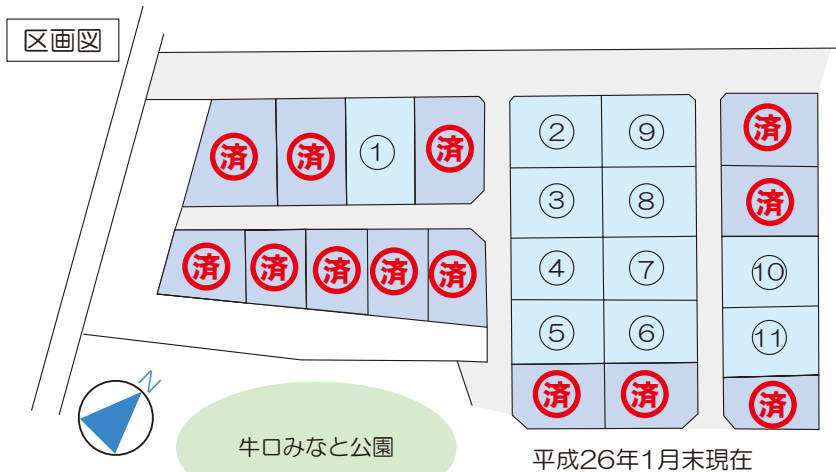 区画図
済 済 ① 済 ② ⑨ 済
③ ⑧ 済
済 済 済 済 済 ④ ⑦ ⑩
⑤ ⑥ ⑪
済 済 済
N
牛口みなと公園
平成26年1月末現在